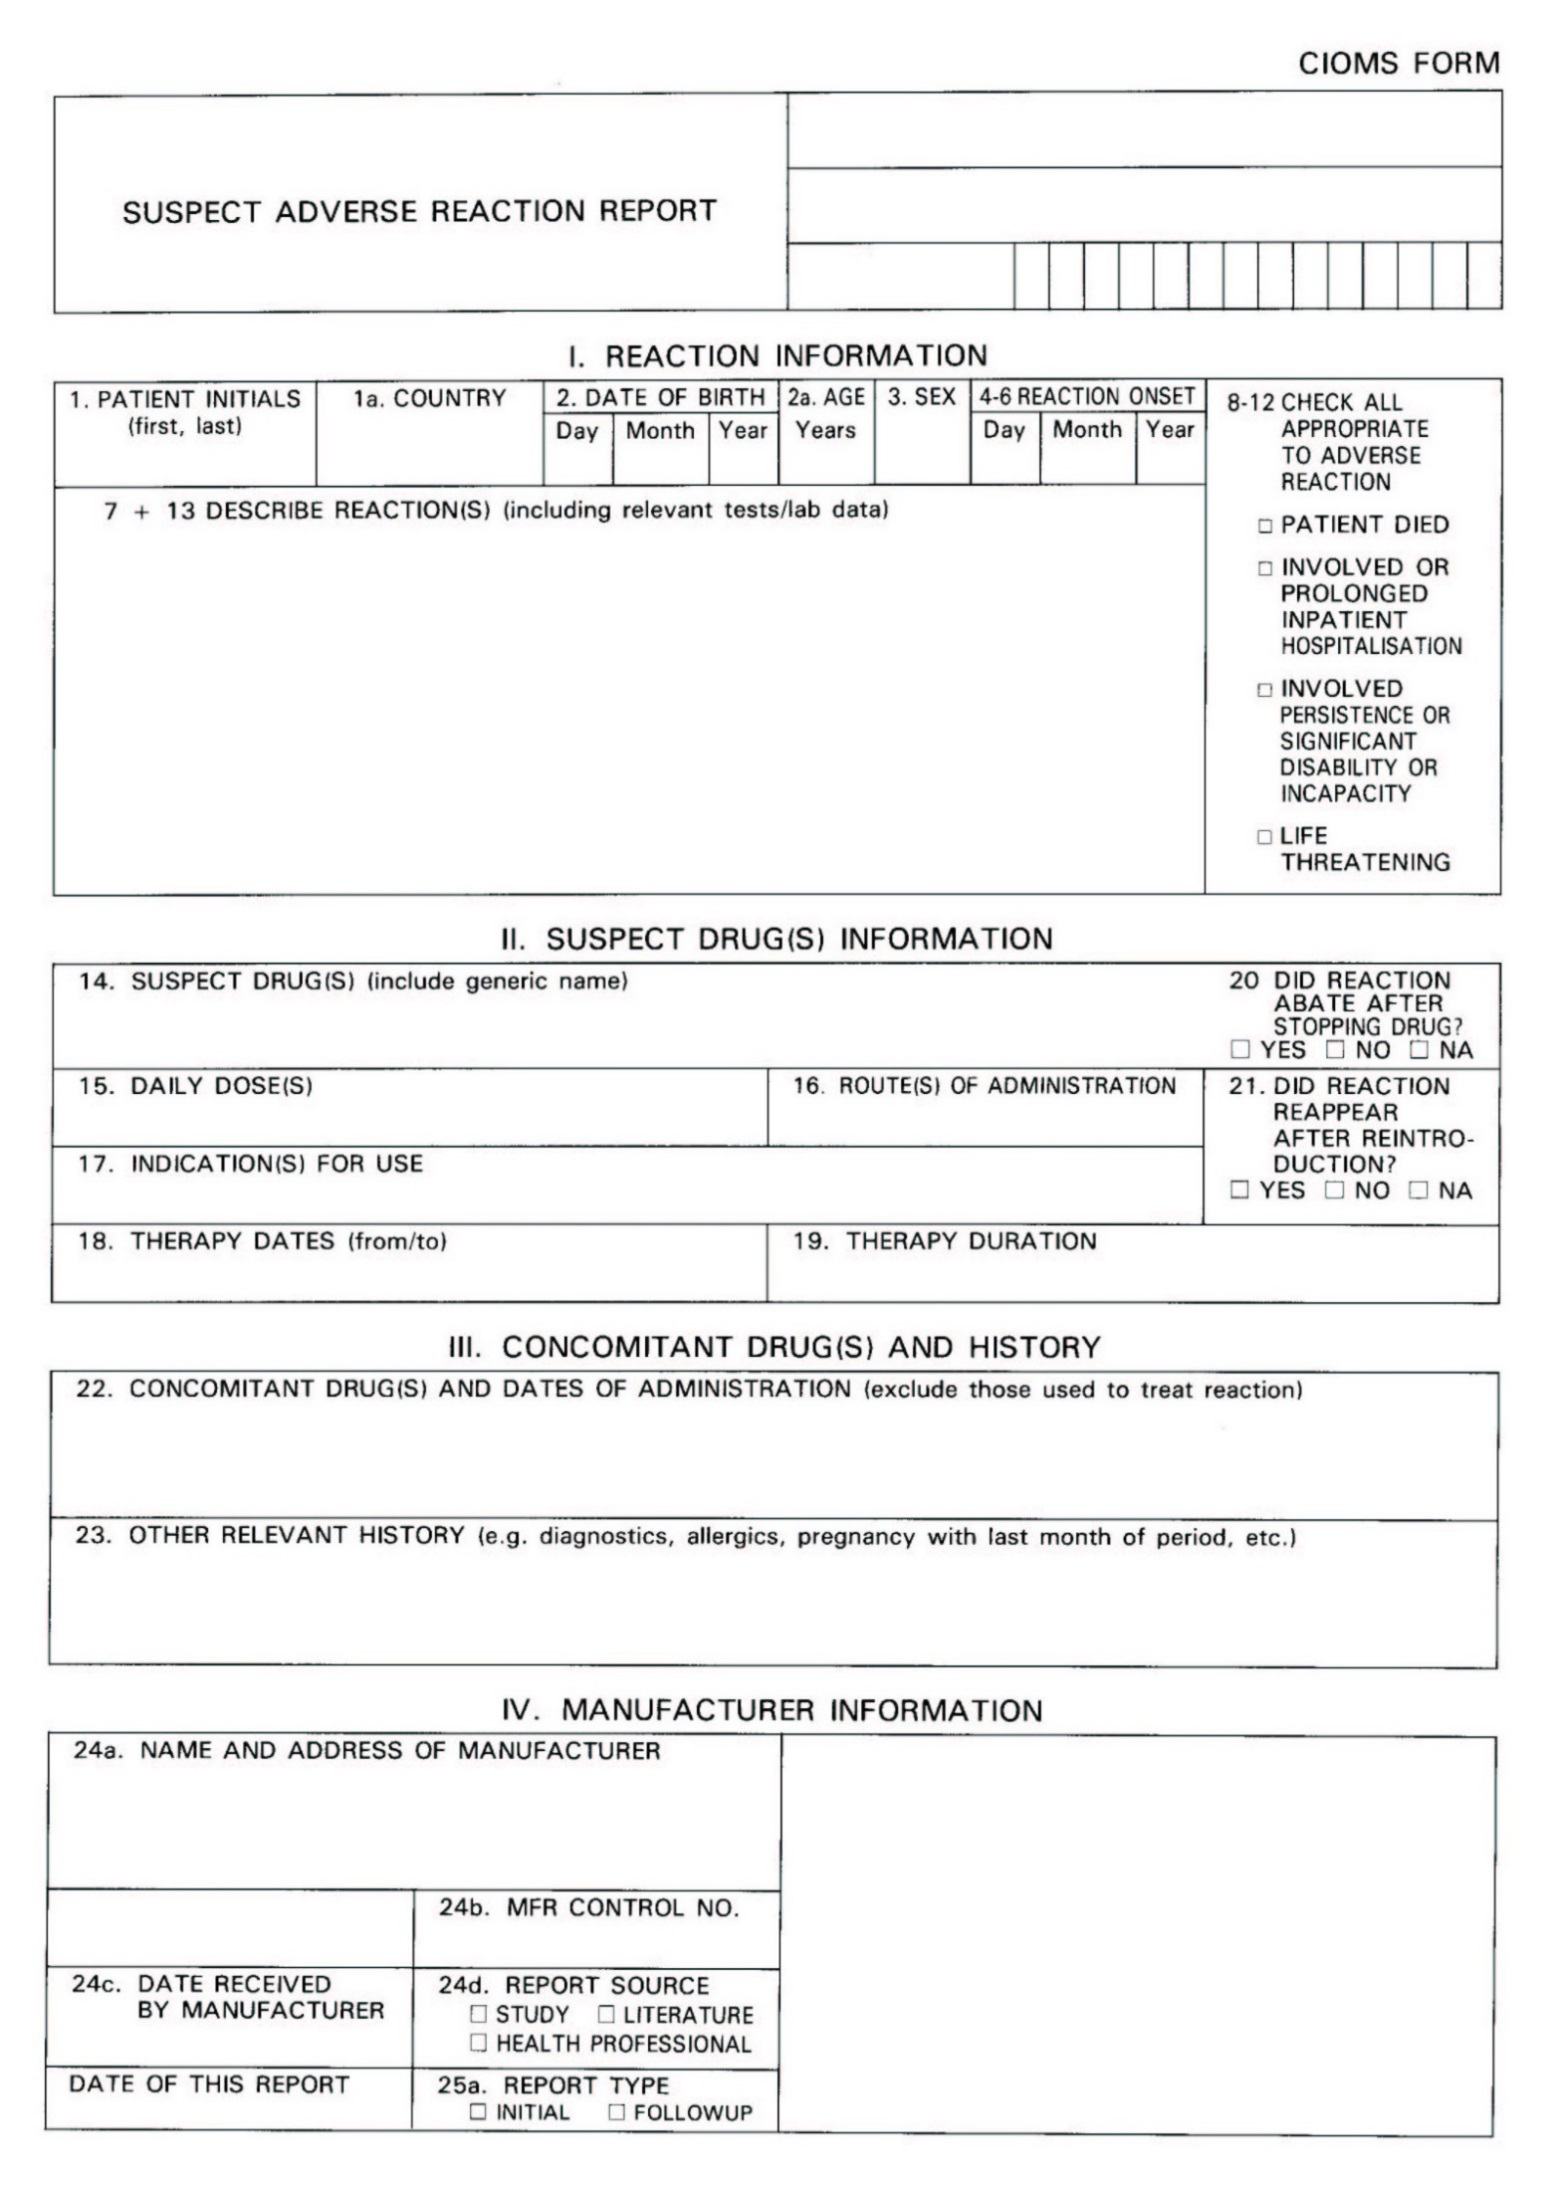 CIOMS FORM
SUSPECT ADVERSE REACTION REPORT
I. REACTION INFORMATION
1. PATIENT INITIALS
(first, last)
1a. COUNTRY
2. DATE OF BIRTH
Day Month Year
2a. AGE
Years
3. SEX
4-6 REACTION ONSET
Day Month Year
8-12 CHECK ALL
APPROPRIATE
TO ADVERSE
REACTION
□ PATIENT DIED
□ INVOLVED OR
PROLONGED
INPATIENT
HOSPITALISATION
□ INVOLVED
PERSISTENCE OR
SIGNIFICANT
DISABILITY OR
INCAPACITY
□ LIFE
THREATENING
7 + 13 DESCRIBE REACTION(S) (including relevant tests/lab data)
II. SUSPECT DRUG(S) INFORMATION
14. SUSPECT DRUG(S) (include generic name)
20 DID REACTION
ABATE AFTER
STOPPING DRUG?
□ YES □ NO □ NA
15. DAILY DOSE(S)
16. ROUTE(S) OF ADMINISTRATION
21. DID REACTION
REAPPEAR
AFTER REINTRO-
DUCTION?
□ YES □ NO □ NA
17. INDICATION(S) FOR USE
18. THERAPY DATES (from/to)
19. THERAPY DURATION
III. CONCOMITANT DRUG(S) AND HISTORY
22. CONCOMITANT DRUG(S) AND DATES OF ADMINISTRATION (exclude those used to treat reaction)
23. OTHER RELEVANT HISTORY (e.g. diagnostics, allergics, pregnancy with last month of period, etc.)
IV. MANUFACTURER INFORMATION
24a. NAME AND ADDRESS OF MANUFACTURER
24b. MFR CONTROL NO.
24c. DATE RECEIVED
BY MANUFACTURER
24d. REPORT SOURCE
□ STUDY □ LITERATURE
□ HEALTH PROFESSIONAL
DATE OF THIS REPORT
25a. REPORT TYPE
□ INITIAL □ FOLLOWUP